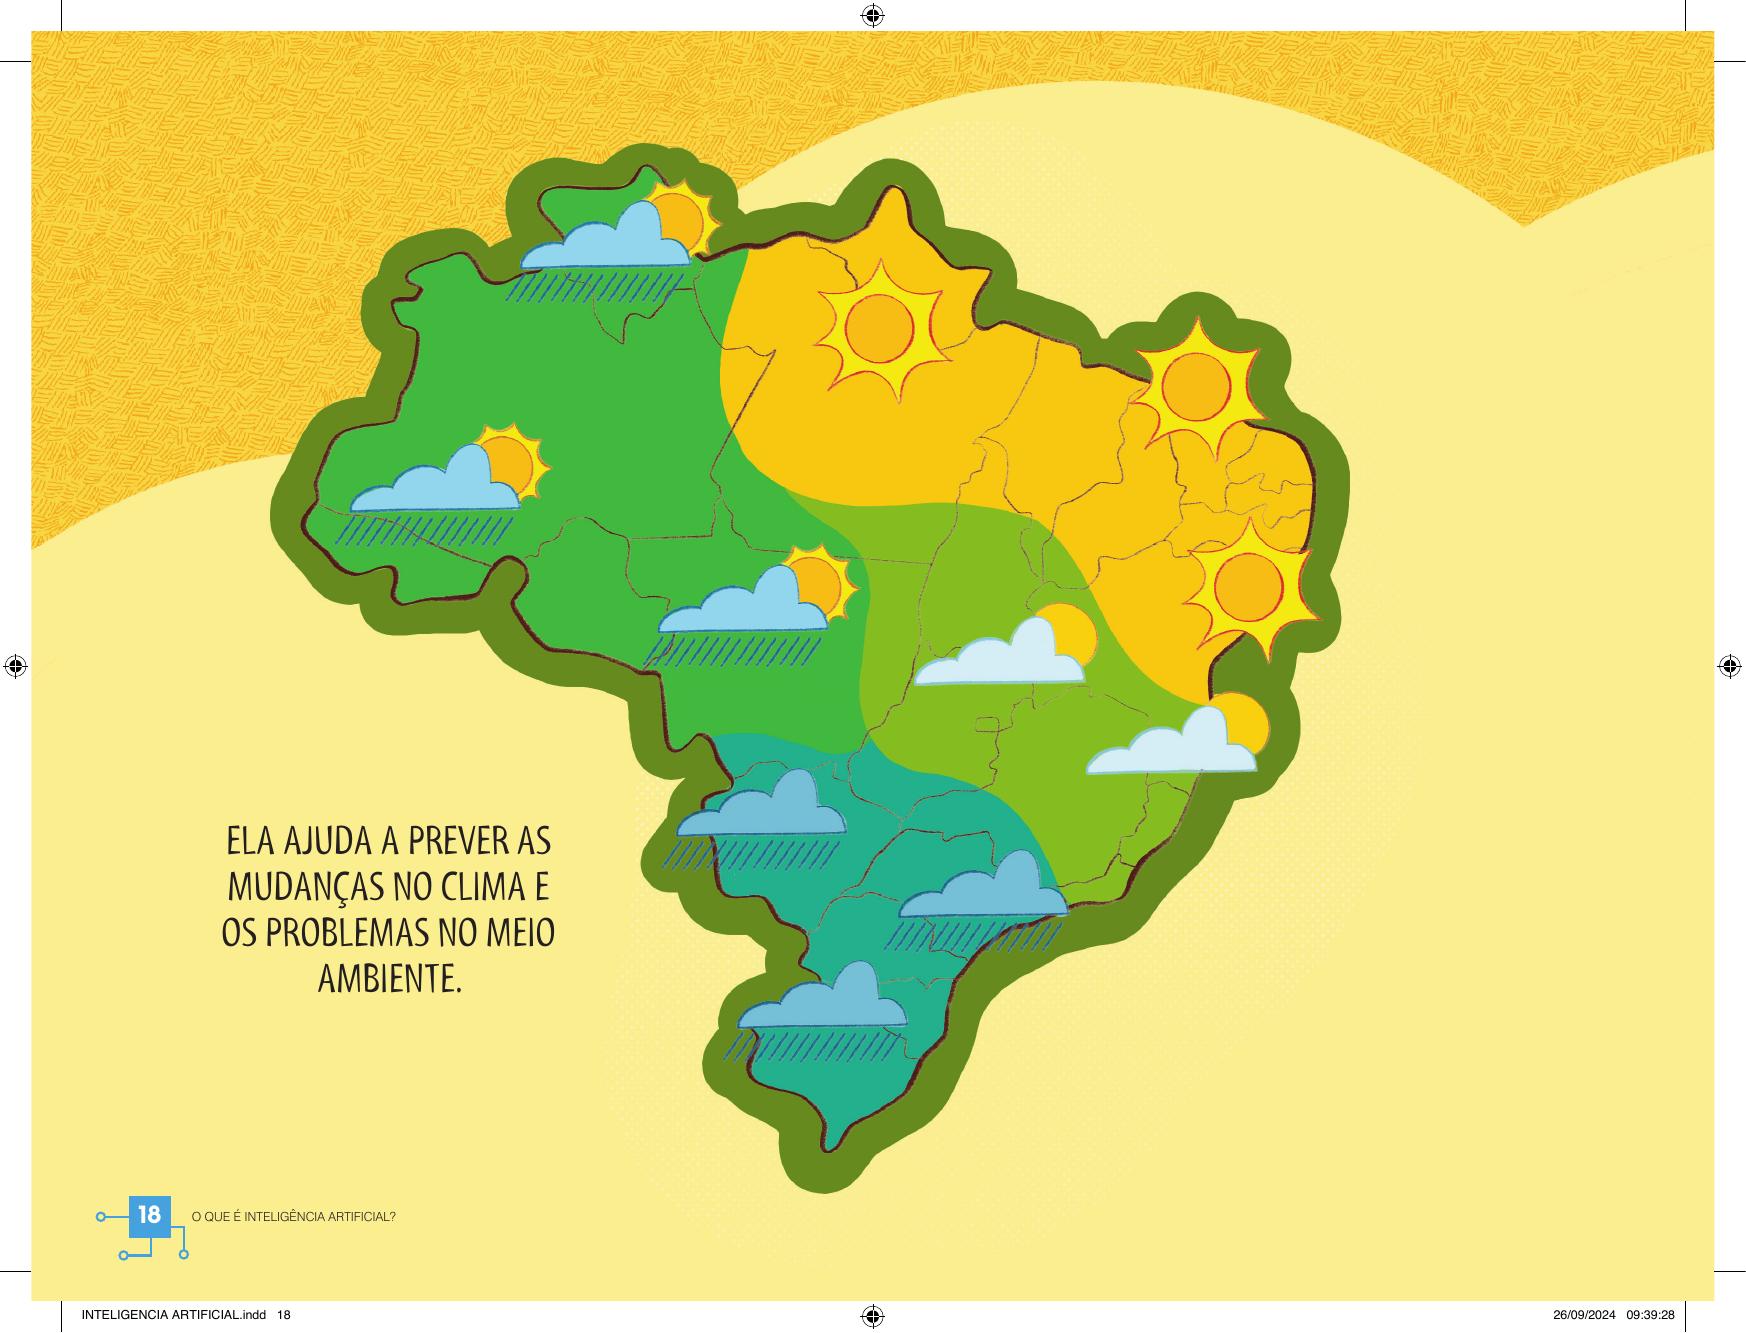 ELA AJUDA A PREVER AS
MUDANÇAS NO CLIMA E
OS PROBLEMAS NO MEIO
AMBIENTE.
18 O QUE É INTELIGÊNCIA ARTIFICIAL?
INTELIGENCIA ARTIFICIAL.indd 18 26/09/2024 09:39:28